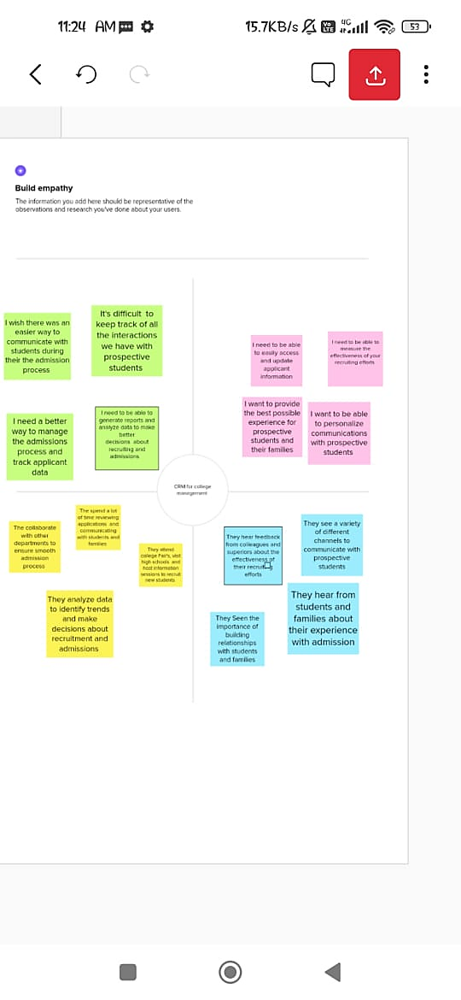 11:24 AM
15.7KB/s
Vo
LTE
4G
53
Build empathy
The information you add here should be representative of the
observations and research you've done about your users.
I wish there was an
easier way to
communicate with
students during
their the admission
process
It's difficult to
keep track of all
the interactions
we have with
prospective
students
I need a better
way to manage
the admissions
process and
track applicant
data
I need to be able to
generate reports and
analyze data to make
better
decisions about
recruiting and
admissions
I need to be able
to easily access
and update
applicant
information
I need to be able to
measure the
effectiveness of your
recruiting efforts
I want to provide
the best possible
experience for
prospective
students and
their families
I want to be able
to personalize
communications
with prospective
students
CRM for college
management
The collaborate
with other
departments to
ensure smooth
admission
process
The spend a lot
of time reviewing
applications and
communicating
with students and
families
They attend
college Fairs, visit
high schools and
host information
sessions to recruit
new students
They analyze data
to identify trends
and make
decisions about
recruitment and
admissions
They hear feedback
from colleagues and
superiors about the
effectiveness of
their recruiting
efforts
They see a variety
of different
channels to
communicate with
prospective
students
They Seen the
importance of
building
relationships
with students
and families
They hear from
students and
families about
their experience
with admission